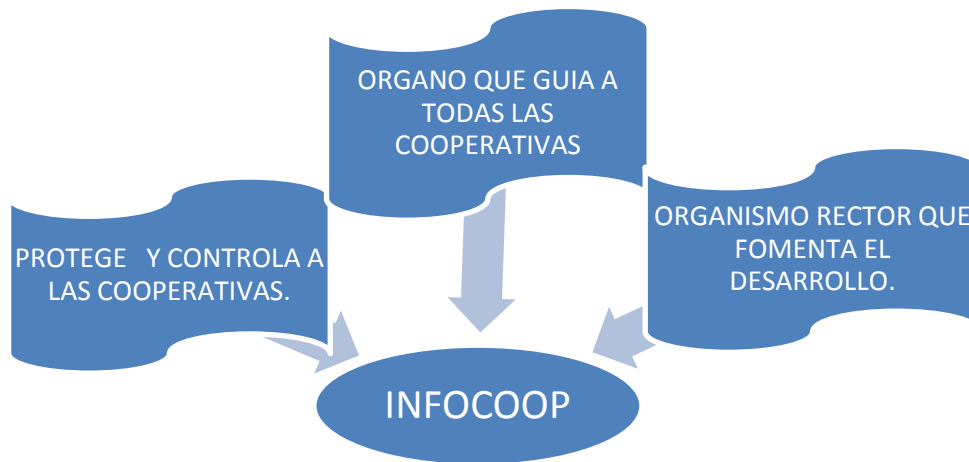 ORGANO QUE GUIA A
TODAS LAS
COOPERATIVAS
PROTEGE Y CONTROLA A
LAS COOPERATIVAS.
ORGANISMO RECTOR QUE
FOMENTA EL
DESARROLLO.
INFOCOOP